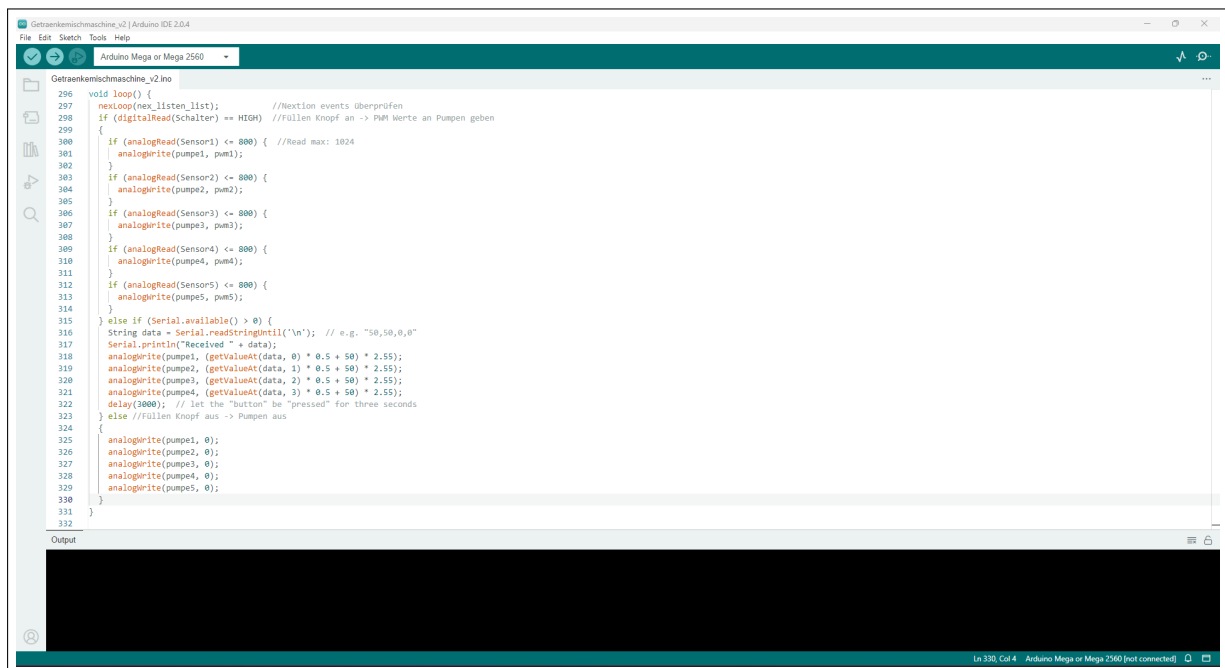 Getraenkemischmaschine_v2 | Arduino IDE 2.0.4
File Edit Sketch Tools Help
Arduino Mega or Mega 2560
Getraenkemischmaschine_v2.ino
296 void loop() {
297 nexLoop(nex_listen_list); //Nextion events überprüfen
298 if (digitalRead(Schalter) == HIGH) //Füllen Knopf an -> PWM Werte an Pumpen geben
299 {
300 if (analogRead(Sensor1) <= 800) { //Read max: 1024
301 analogWrite(pumpe1, pwm1);
302 }
303 if (analogRead(Sensor2) <= 800) {
304 analogWrite(pumpe2, pwm2);
305 }
306 if (analogRead(Sensor3) <= 800) {
307 analogWrite(pumpe3, pwm3);
308 }
309 if (analogRead(Sensor4) <= 800) {
310 analogWrite(pumpe4, pwm4);
311 }
312 if (analogRead(Sensor5) <= 800) {
313 analogWrite(pumpe5, pwm5);
314 }
315 } else if (Serial.available() > 0) {
316 String data = Serial.readStringUntil('\n'); // e.g. "50,50,0,0"
317 Serial.println("Received " + data);
318 analogWrite(pumpe1, (getValueAt(data, 0) * 0.5 + 50) * 2.55);
319 analogWrite(pumpe2, (getValueAt(data, 1) * 0.5 + 50) * 2.55);
320 analogWrite(pumpe3, (getValueAt(data, 2) * 0.5 + 50) * 2.55);
321 analogWrite(pumpe4, (getValueAt(data, 3) * 0.5 + 50) * 2.55);
322 delay(3000); // let the "button" be "pressed" for three seconds
323 } else //Füllen Knopf aus -> Pumpen aus
324 {
325 analogWrite(pumpe1, 0);
326 analogWrite(pumpe2, 0);
327 analogWrite(pumpe3, 0);
328 analogWrite(pumpe4, 0);
329 analogWrite(pumpe5, 0);
330 }
331 }
332
Output
Ln 330, Col 4 Arduino Mega or Mega 2560 [not connected]